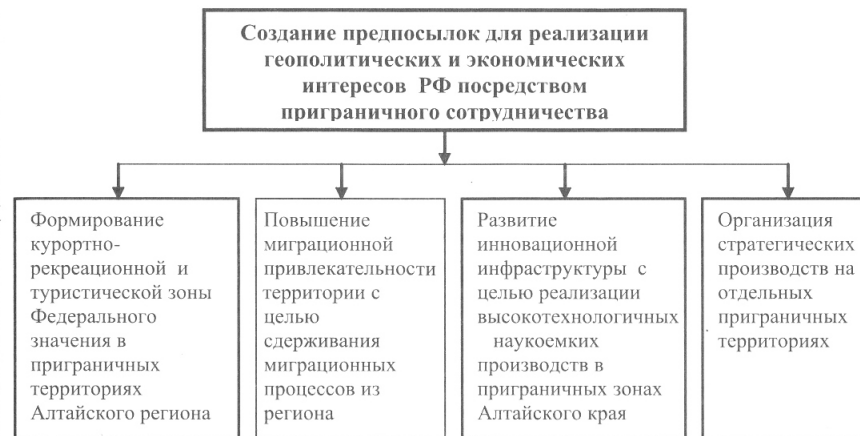 Создание предпосылок для реализации
геополитических и экономических
интересов РФ посредством
приграничного сотрудничества
Формирование
курортно-
рекреационной и
туристической зоны
Федерального
значения в
приграничных
территориях
Алтайского региона
Повышение
миграционной
привлекательности
территории с
целью
сдерживания
миграционных
процессов из
региона
Развитие
инновационной
инфраструктуры с
целью реализации
высокотехнологичных
наукоемких
производств в
приграничных зонах
Алтайского края
Организация
стратегических
производств на
отдельных
приграничных
территориях